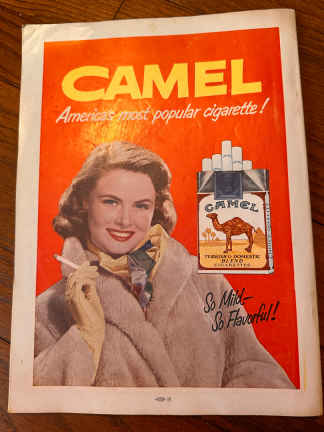 CAMEL
America's most popular cigarette!
CAMEL
TURKISH & DOMESTIC
BLEND
CIGARETTES
So Mild—
So Flavorful!